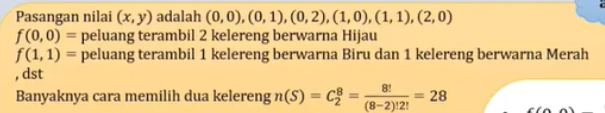 Pasangan nilai (x, y) adalah (0, 0), (0, 1), (0, 2), (1, 0), (1, 1), (2, 0)
f(0, 0) = peluang terambil 2 kelereng berwarna Hijau
f(1, 1) = peluang terambil 1 kelereng berwarna Biru dan 1 kelereng berwarna Merah
, dst
Banyaknya cara memilih dua kelereng n(S) = C₂⁸ = 8!/(8−2)!2! = 28